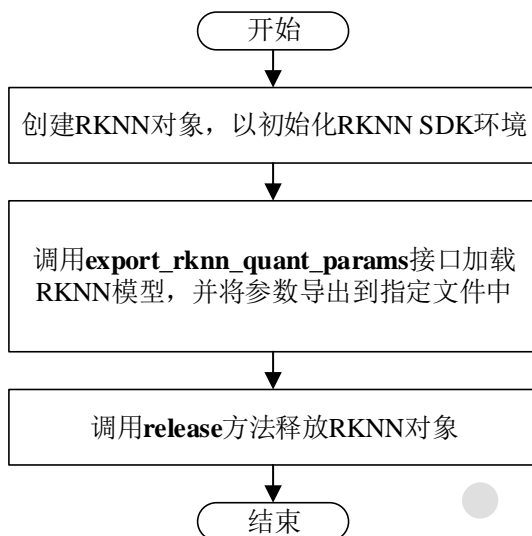 开始
创建RKNN对象，以初始化RKNN SDK环境
调用export_rknn_quant_params接口加载
RKNN模型，并将参数导出到指定文件中
调用release方法释放RKNN对象
结束